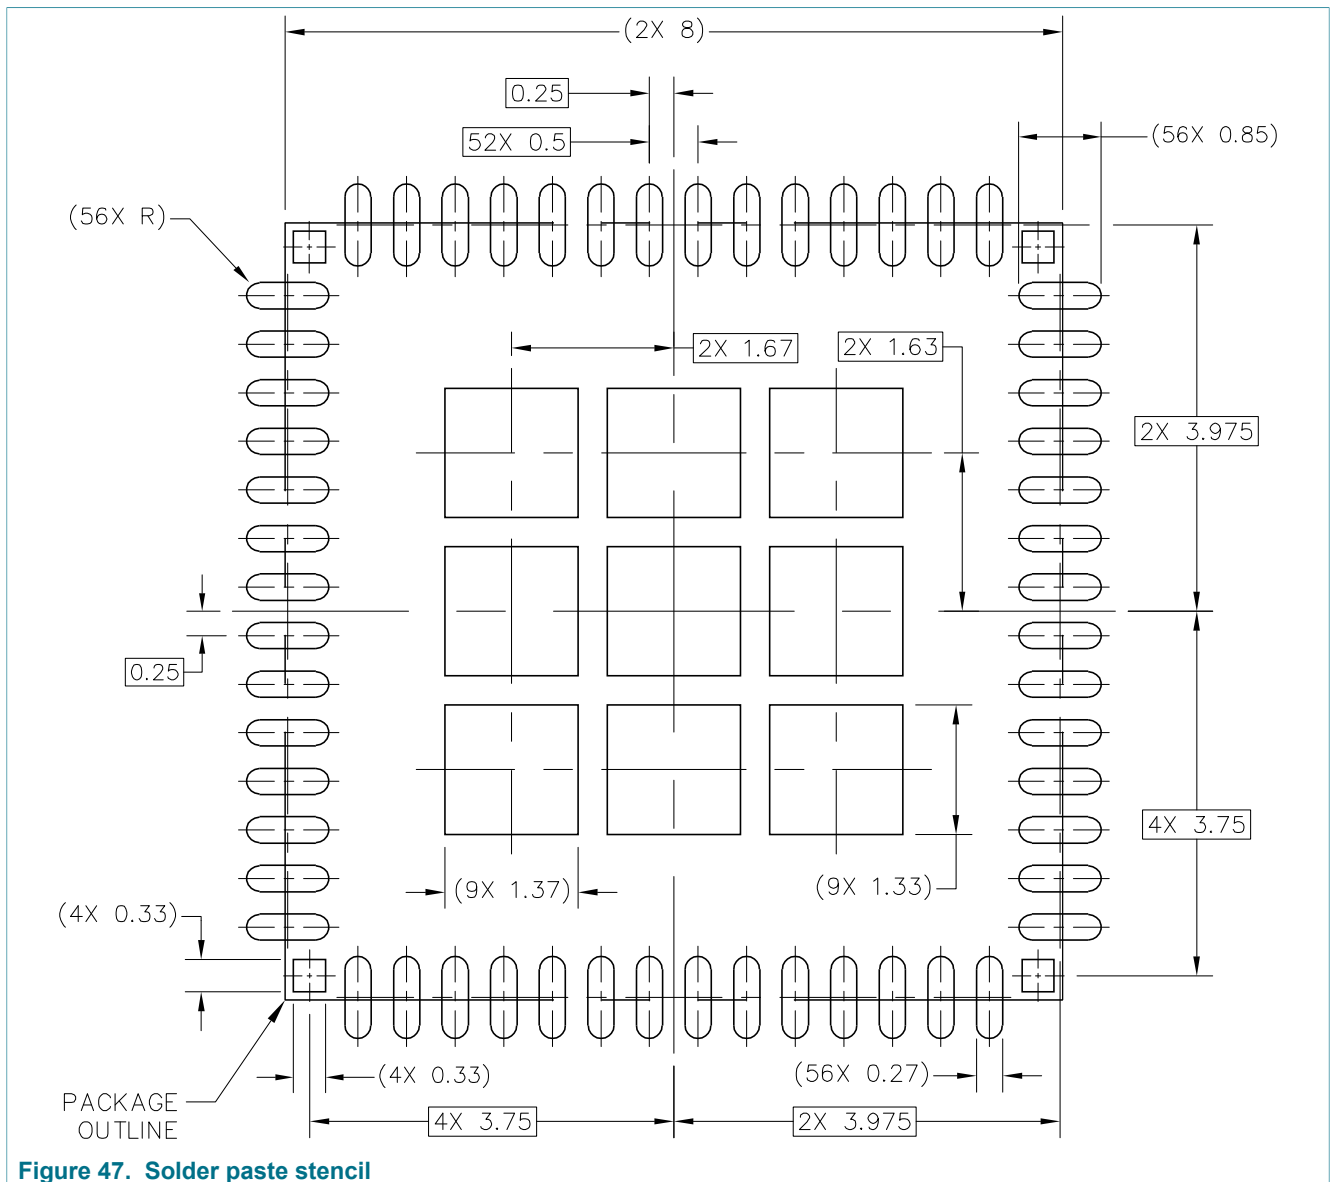 (2X 8)
0.25
52X 0.5
(56X 0.85)
(56X R)
2X 1.67
2X 1.63
2X 3.975
0.25
4X 3.75
(9X 1.37)
(9X 1.33)
(4X 0.33)
(4X 0.33)
(56X 0.27)
PACKAGE
OUTLINE
4X 3.75
2X 3.975
Figure 47. Solder paste stencil